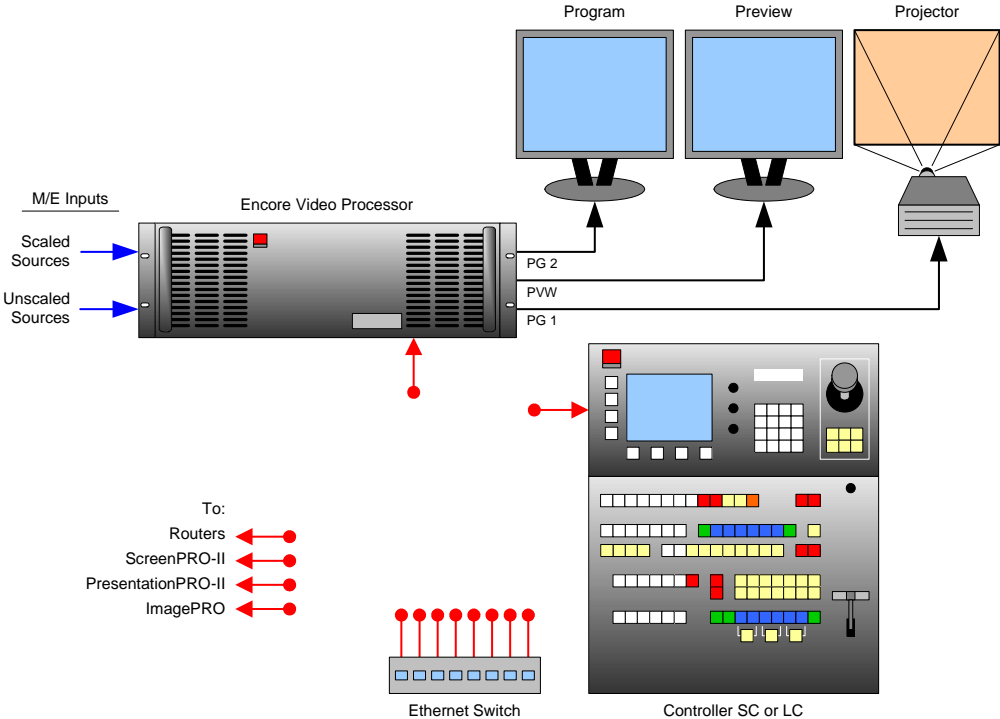 Program
Preview
Projector
M/E Inputs
Encore Video Processor
Scaled
Sources
Unscaled
Sources
PG 2
PVW
PG 1
To:
Routers
ScreenPRO-II
PresentationPRO-II
ImagePRO
Ethernet Switch
Controller SC or LC